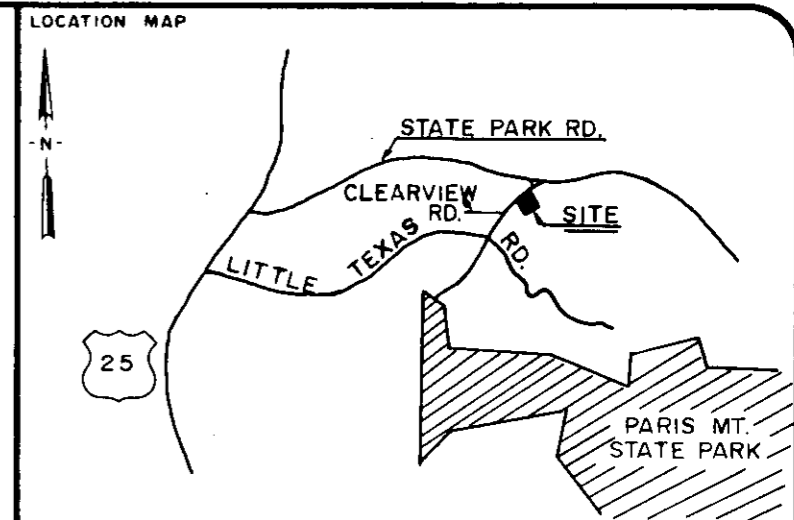 LOCATION MAP
-N-
STATE PARK RD.
CLEARVIEW
RD.
SITE
LITTLE TEXAS RD.
25
PARIS MT.
STATE PARK